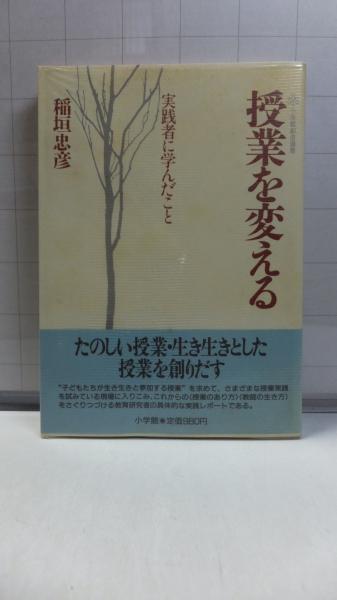 授業を変える
実践者に学んだこと
稲垣忠彦
たのしい授業・生き生きとした
授業を創りだす
"子どもたちが生き生きと参加する授業"を求めて、さまざまな授業実践
を試みている現場に入りこみ、これからの〈授業のあり方〉〈教師の生き方〉
をさぐりつづける教育研究者の具体的な実践レポートである。
小学館●定価980円